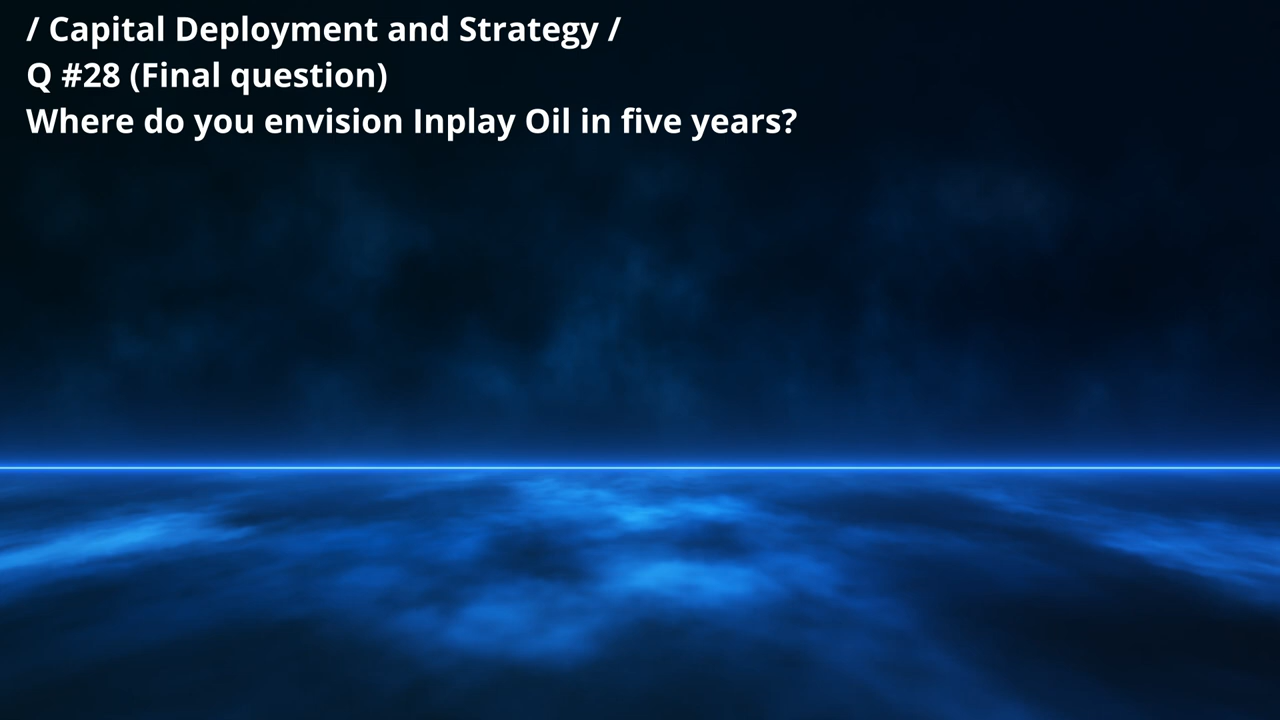 / Capital Deployment and Strategy /
Q #28 (Final question)
Where do you envision Inplay Oil in five years?